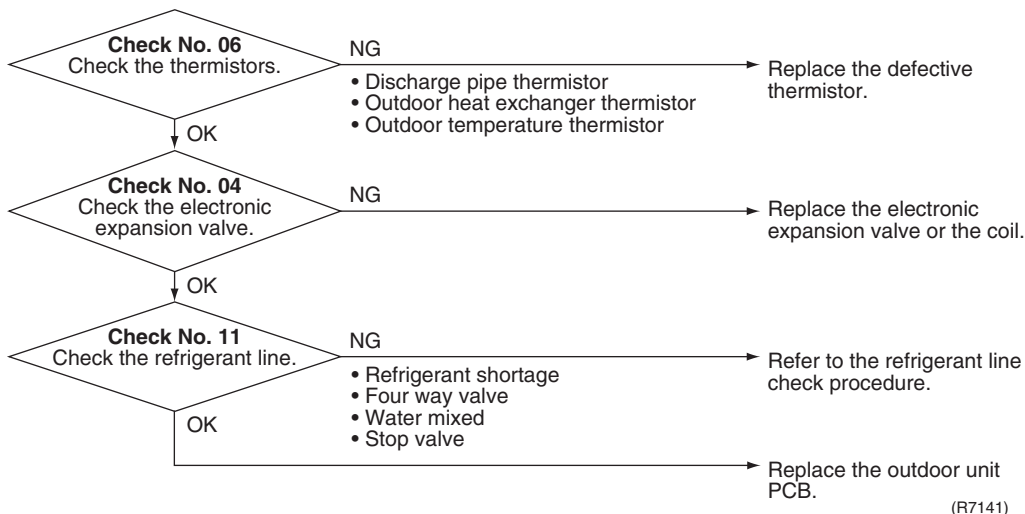 Check No. 06
Check the thermistors.
NG
• Discharge pipe thermistor
• Outdoor heat exchanger thermistor
• Outdoor temperature thermistor
Replace the defective
thermistor.
OK
Check No. 04
Check the electronic
expansion valve.
NG
Replace the electronic
expansion valve or the coil.
OK
Check No. 11
Check the refrigerant line.
NG
• Refrigerant shortage
• Four way valve
• Water mixed
• Stop valve
Refer to the refrigerant line
check procedure.
OK
Replace the outdoor unit
PCB.
(R7141)